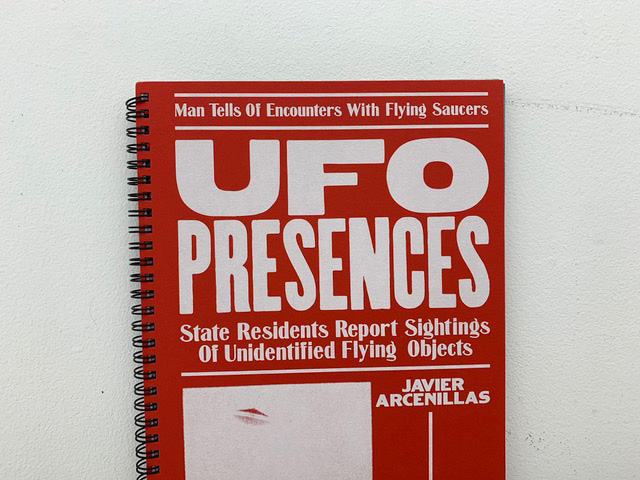 Man Tells Of Encounters With Flying Saucers
UFO
PRESENCES
State Residents Report Sightings
Of Unidentified Flying Objects
JAVIER
ARCENILLAS